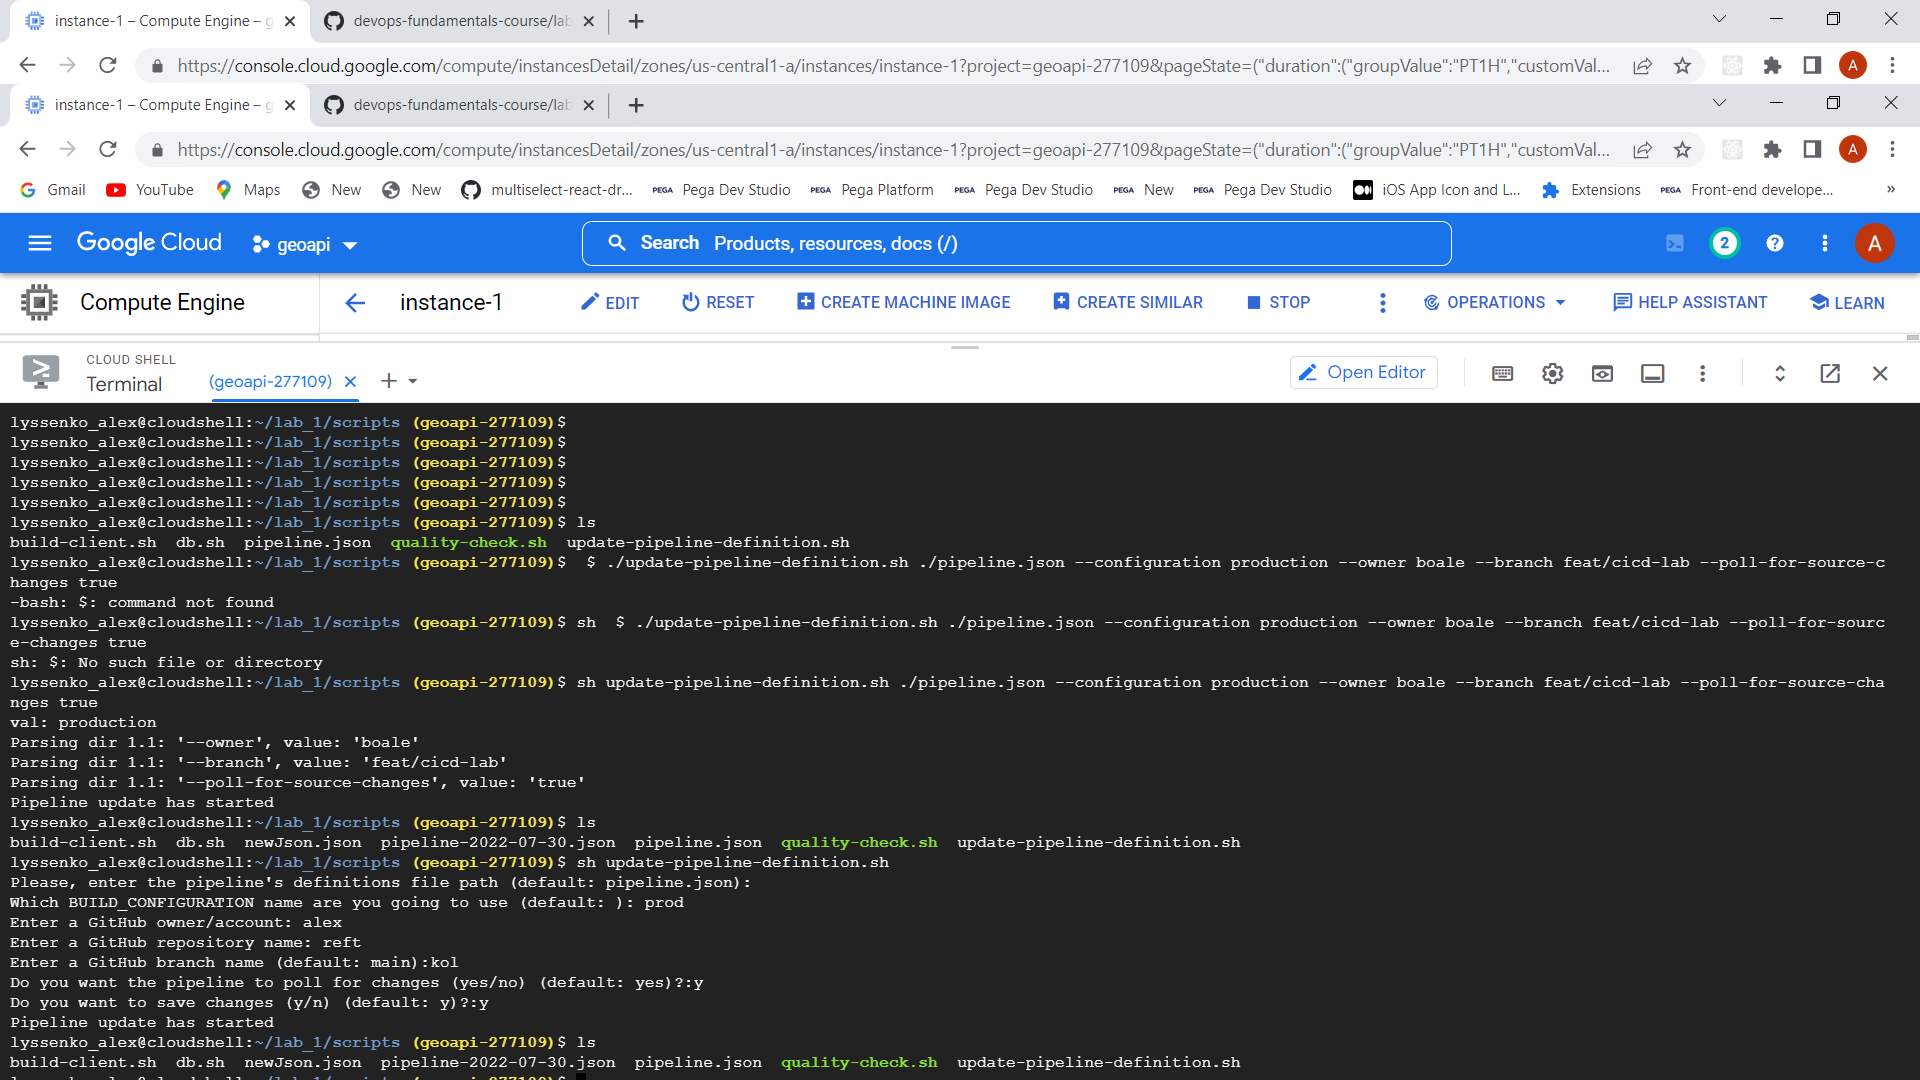 instance-1 – Compute Engine – g
devops-fundamentals-course/lab
https://console.cloud.google.com/compute/instancesDetail/zones/us-central1-a/instances/instance-1?project=geoapi-277109&pageState=("duration":("groupValue":"PT1H","customVal...
A
instance-1 – Compute Engine – g
devops-fundamentals-course/lab
https://console.cloud.google.com/compute/instancesDetail/zones/us-central1-a/instances/instance-1?project=geoapi-277109&pageState=("duration":("groupValue":"PT1H","customVal...
A
Gmail YouTube Maps New New multiselect-react-dr... PEGA Pega Dev Studio PEGA Pega Platform PEGA Pega Dev Studio PEGA New PEGA Pega Dev Studio iOS App Icon and L... Extensions PEGA Front-end develope... »
Google Cloud geoapi Search Products, resources, docs (/) 2 ? A
Compute Engine instance-1 EDIT RESET CREATE MACHINE IMAGE CREATE SIMILAR STOP OPERATIONS HELP ASSISTANT LEARN
CLOUD SHELL
Terminal (geoapi-277109) Open Editor
lyssenko_alex@cloudshell:~/lab_1/scripts (geoapi-277109)$
lyssenko_alex@cloudshell:~/lab_1/scripts (geoapi-277109)$
lyssenko_alex@cloudshell:~/lab_1/scripts (geoapi-277109)$
lyssenko_alex@cloudshell:~/lab_1/scripts (geoapi-277109)$
lyssenko_alex@cloudshell:~/lab_1/scripts (geoapi-277109)$
lyssenko_alex@cloudshell:~/lab_1/scripts (geoapi-277109)$ ls
build-client.sh  db.sh  pipeline.json  quality-check.sh  update-pipeline-definition.sh
lyssenko_alex@cloudshell:~/lab_1/scripts (geoapi-277109)$  $ ./update-pipeline-definition.sh ./pipeline.json --configuration production --owner boale --branch feat/cicd-lab --poll-for-source-c
hanges true
-bash: $: command not found
lyssenko_alex@cloudshell:~/lab_1/scripts (geoapi-277109)$ sh  $ ./update-pipeline-definition.sh ./pipeline.json --configuration production --owner boale --branch feat/cicd-lab --poll-for-sourc
e-changes true
sh: $: No such file or directory
lyssenko_alex@cloudshell:~/lab_1/scripts (geoapi-277109)$ sh update-pipeline-definition.sh ./pipeline.json --configuration production --owner boale --branch feat/cicd-lab --poll-for-source-cha
nges true
val: production
Parsing dir 1.1: '--owner', value: 'boale'
Parsing dir 1.1: '--branch', value: 'feat/cicd-lab'
Parsing dir 1.1: '--poll-for-source-changes', value: 'true'
Pipeline update has started
lyssenko_alex@cloudshell:~/lab_1/scripts (geoapi-277109)$ ls
build-client.sh  db.sh  newJson.json  pipeline-2022-07-30.json  pipeline.json  quality-check.sh  update-pipeline-definition.sh
lyssenko_alex@cloudshell:~/lab_1/scripts (geoapi-277109)$ sh update-pipeline-definition.sh
Please, enter the pipeline's definitions file path (default: pipeline.json):
Which BUILD_CONFIGURATION name are you going to use (default: ): prod
Enter a GitHub owner/account: alex
Enter a GitHub repository name: reft
Enter a GitHub branch name (default: main):kol
Do you want the pipeline to poll for changes (yes/no) (default: yes)?:y
Do you want to save changes (y/n) (default: y)?:y
Pipeline update has started
lyssenko_alex@cloudshell:~/lab_1/scripts (geoapi-277109)$ ls
build-client.sh  db.sh  newJson.json  pipeline-2022-07-30.json  pipeline.json  quality-check.sh  update-pipeline-definition.sh